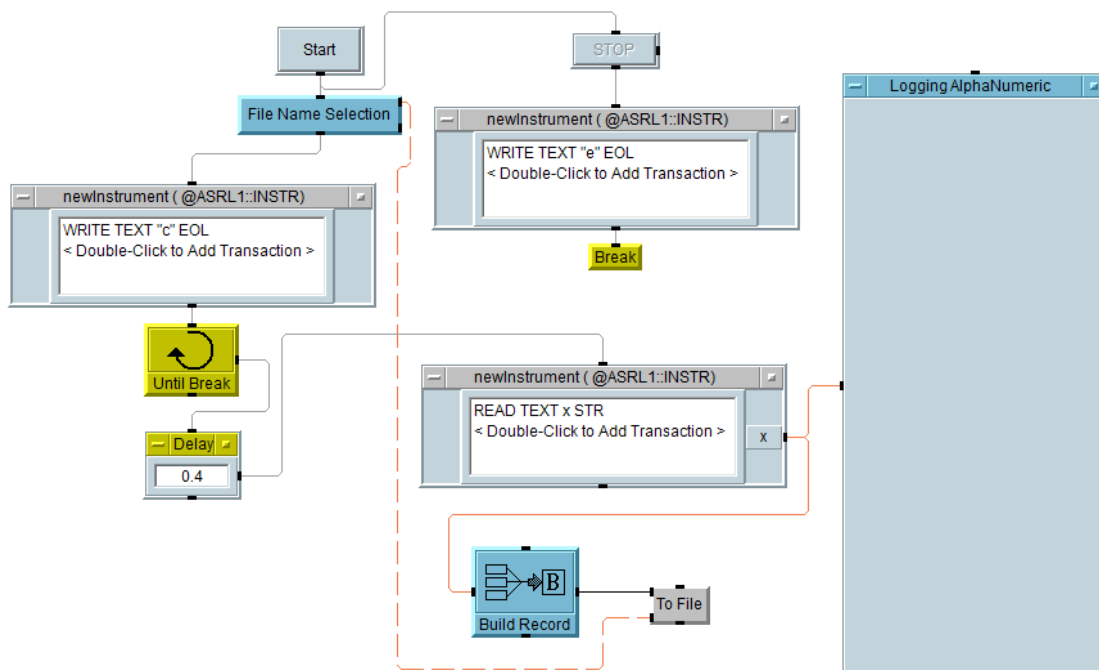 Start
STOP
File Name Selection
newInstrument ( @ASRL1::INSTR)
WRITE TEXT "e" EOL
< Double-Click to Add Transaction >
Break
Logging AlphaNumeric
newInstrument ( @ASRL1::INSTR)
WRITE TEXT "c" EOL
< Double-Click to Add Transaction >
Until Break
Delay
0.4
newInstrument ( @ASRL1::INSTR)
READ TEXT x STR
< Double-Click to Add Transaction >
x
B
Build Record
To File